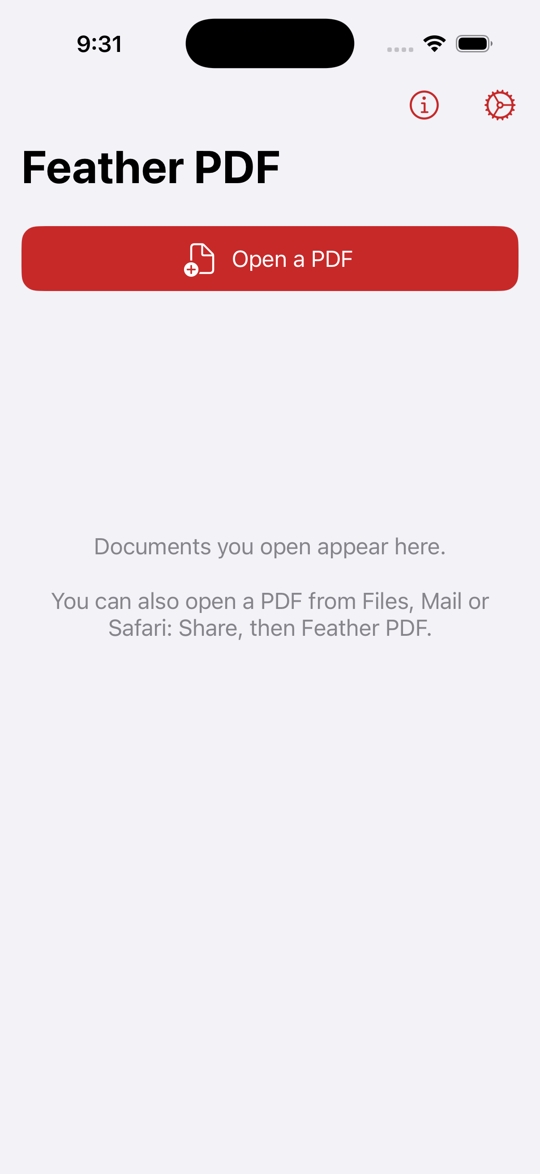 9:31
Feather PDF
Open a PDF
Documents you open appear here.
You can also open a PDF from Files, Mail or
Safari: Share, then Feather PDF.